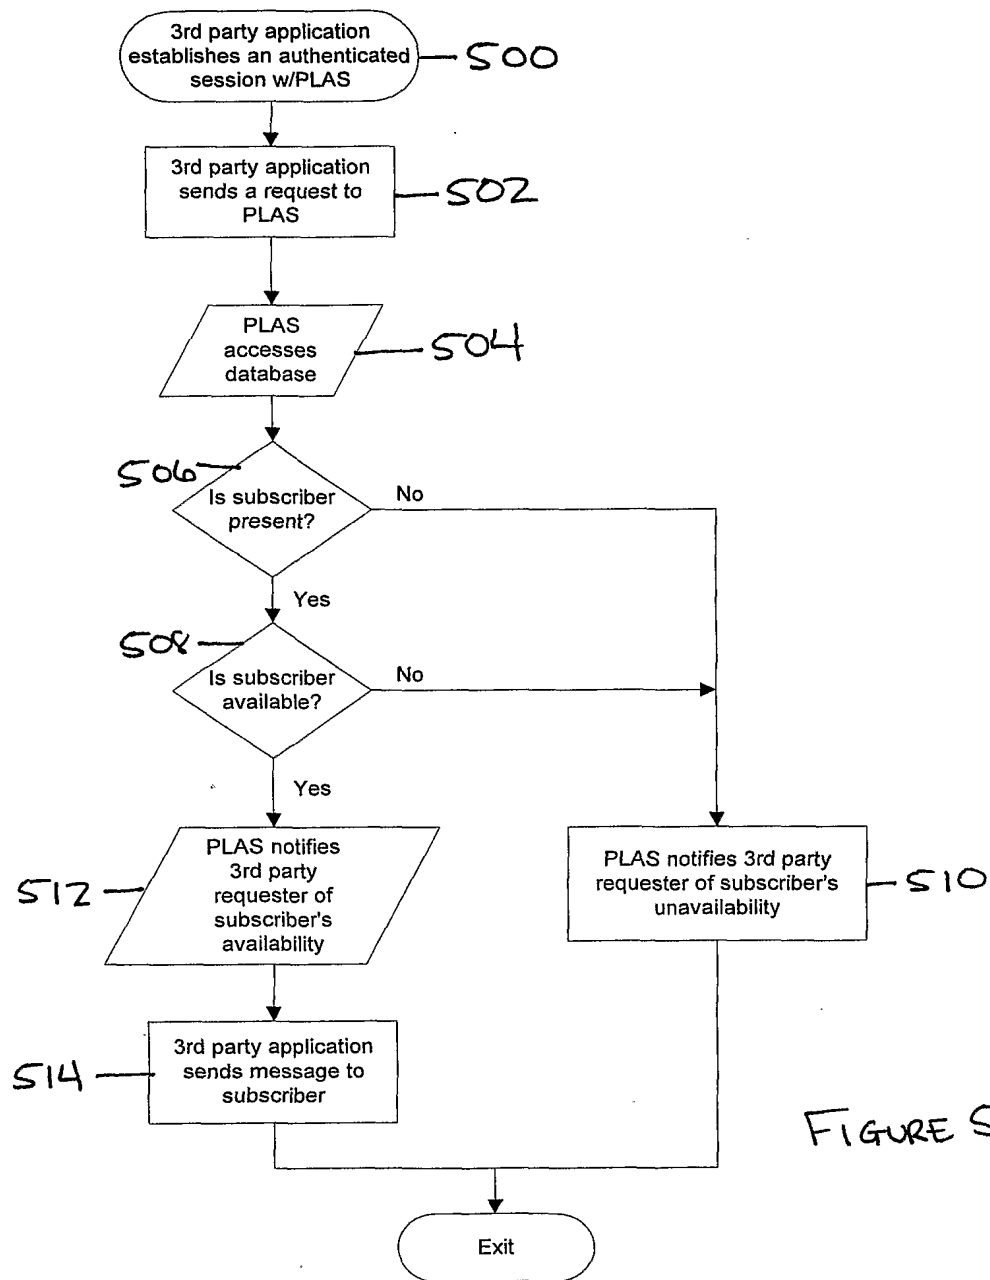 3rd party application
establishes an authenticated
session w/PLAS
500
3rd party application
sends a request to
PLAS
502
PLAS
accesses
database
504
506
Is subscriber
present?
No
Yes
508
Is subscriber
available?
No
Yes
512
PLAS notifies
3rd party
requester of
subscriber's
availability
PLAS notifies 3rd party
requester of subscriber's
unavailability
510
514
3rd party application
sends message to
subscriber
FIGURE 5
Exit